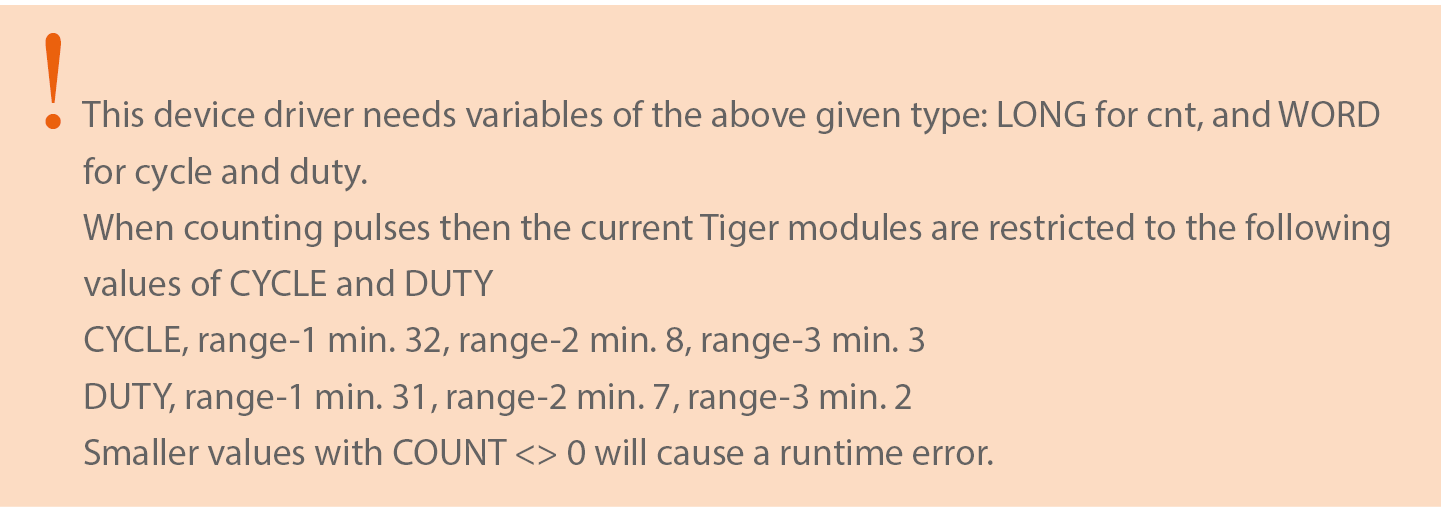 !
This device driver needs variables of the above given type: LONG for cnt, and WORD
for cycle and duty.
When counting pulses then the current Tiger modules are restricted to the following
values of CYCLE and DUTY
CYCLE, range-1 min. 32, range-2 min. 8, range-3 min. 3
DUTY, range-1 min. 31, range-2 min. 7, range-3 min. 2
Smaller values with COUNT <> 0 will cause a runtime error.